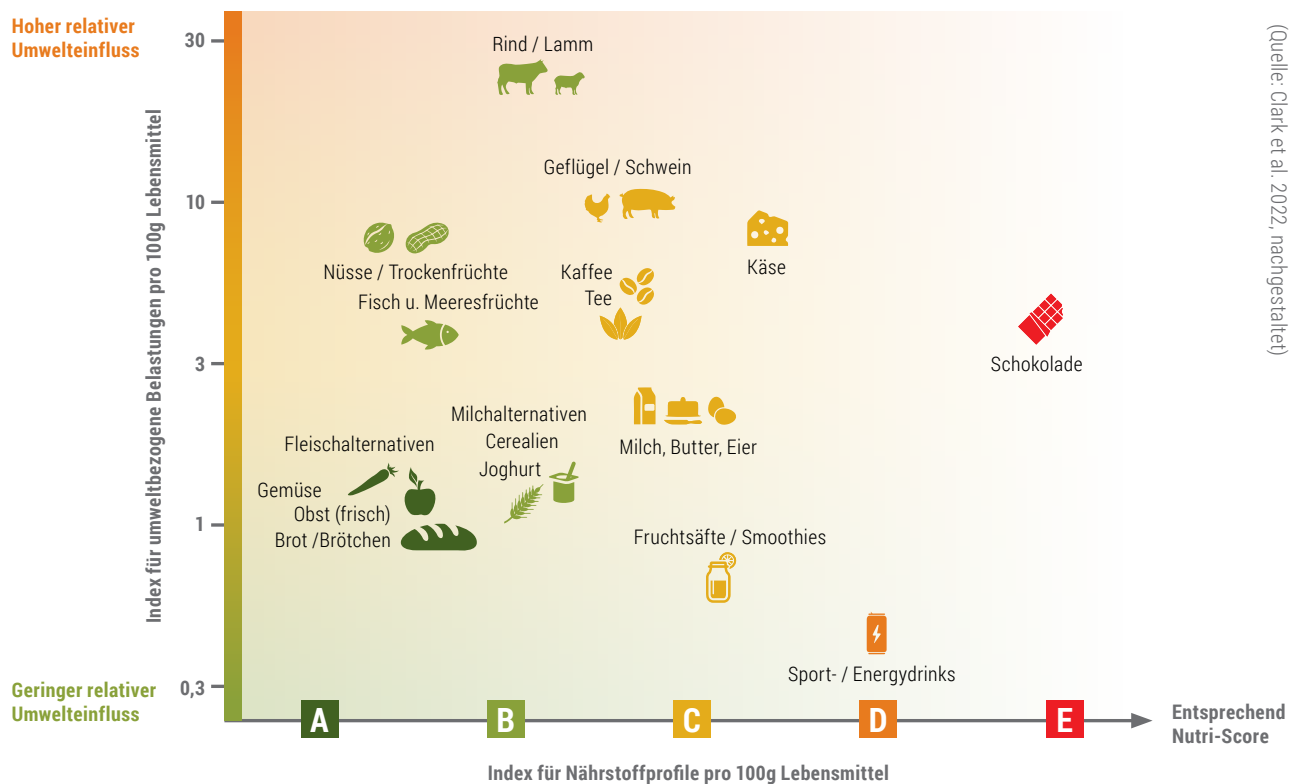 Hoher relativer
Umwelteinfluss
Index für umweltbezogene Belastungen pro 100g Lebensmittel
30
10
3
1
0,3
Geringer relativer
Umwelteinfluss
Rind / Lamm
Geflügel / Schwein
Nüsse / Trockenfrüchte
Fisch u. Meeresfrüchte
Kaffee
Tee
Käse
Schokolade
Milchalternativen
Cerealien
Joghurt
Milch, Butter, Eier
Fleischalternativen
Gemüse
Obst (frisch)
Brot /Brötchen
Fruchtsäfte / Smoothies
Sport- / Energydrinks
A
B
C
D
E
Entsprechend
Nutri-Score
Index für Nährstoffprofile pro 100g Lebensmittel
(Quelle: Clark et al. 2022, nachgestaltet)